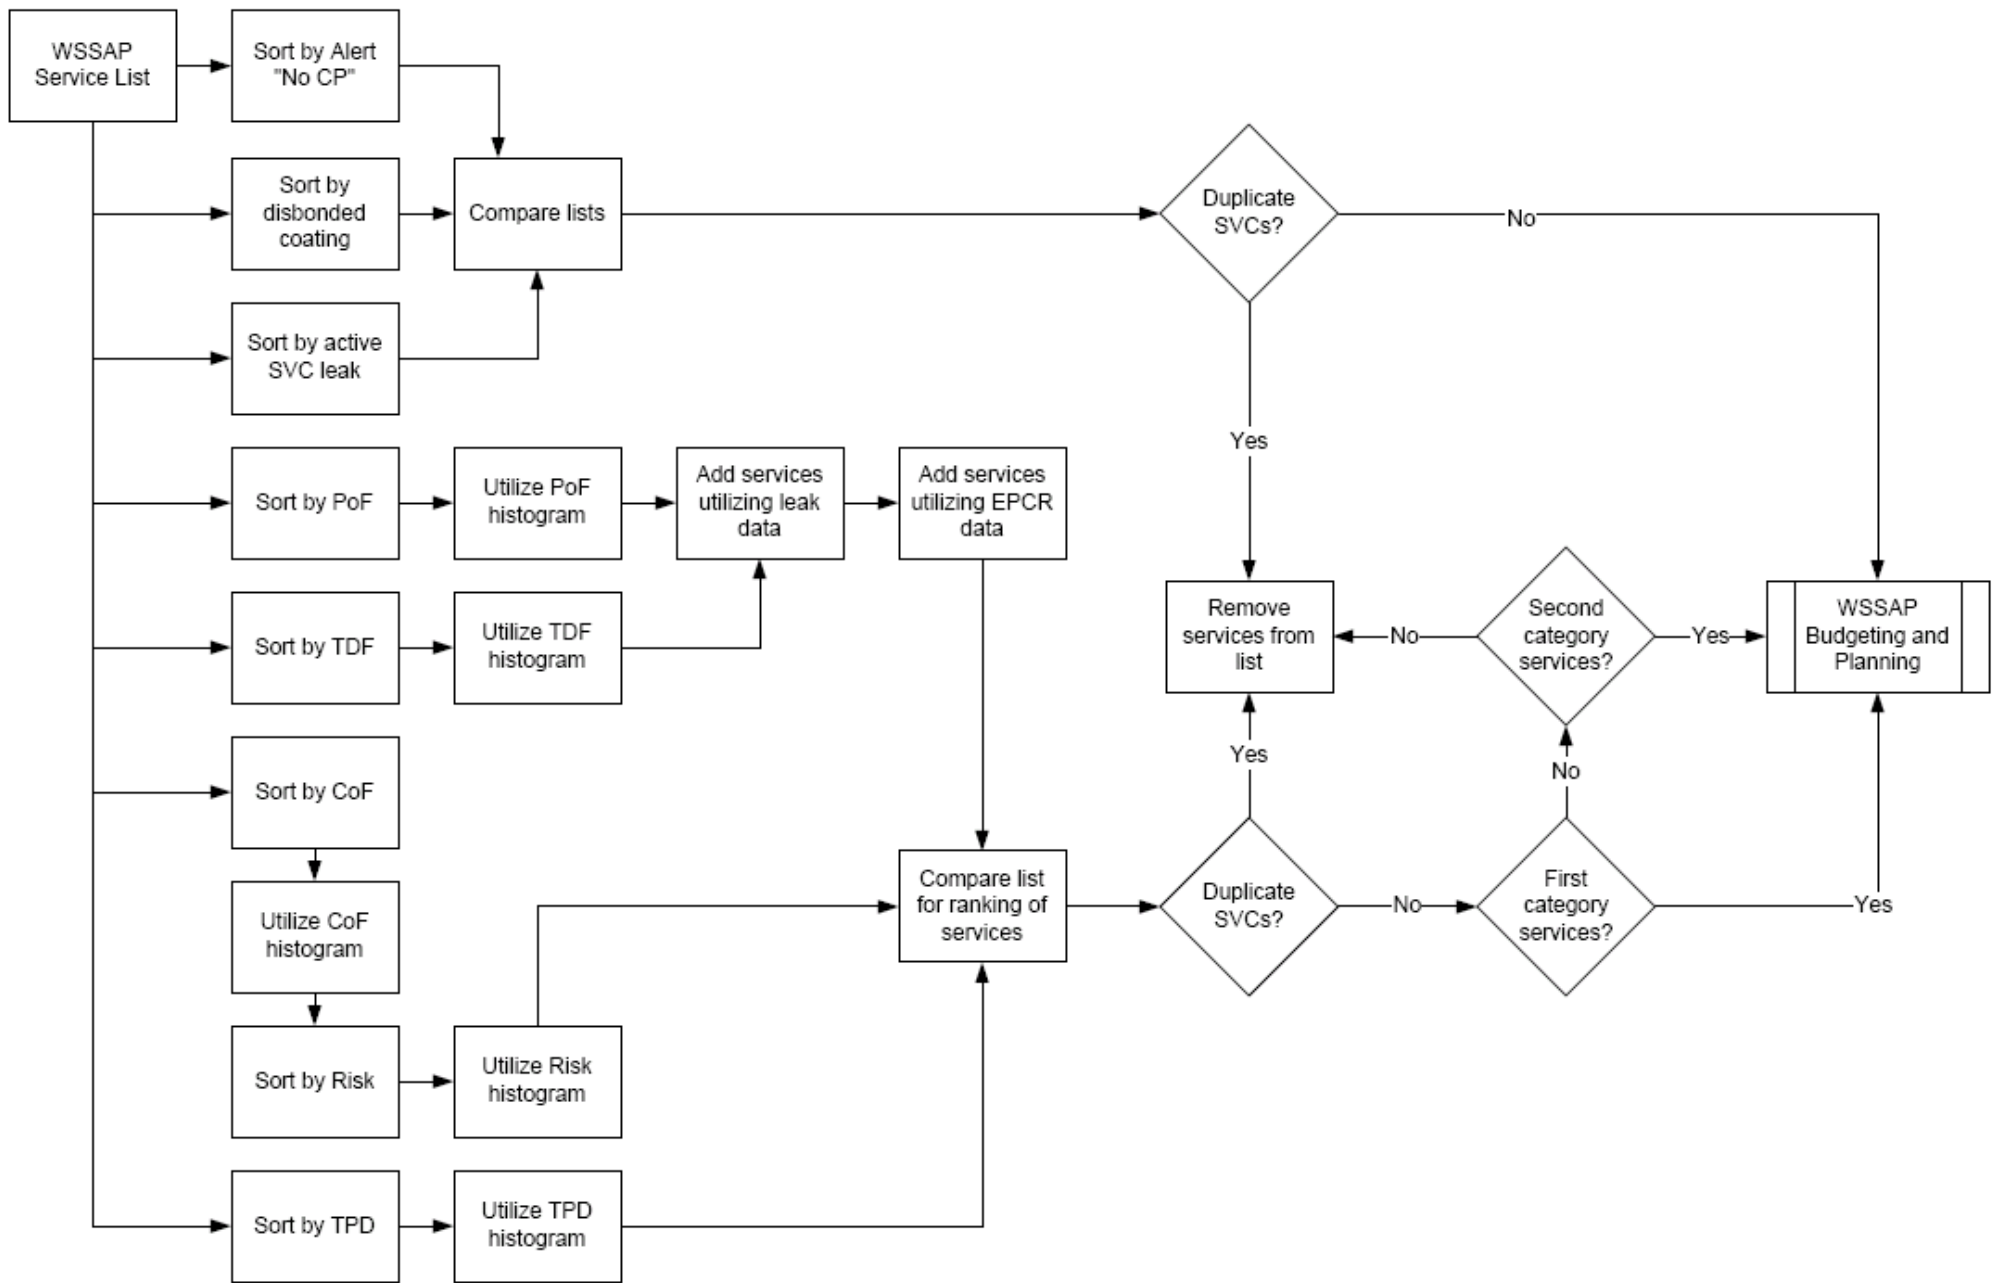 WSSAP
Service List
Sort by Alert
"No CP"
Sort by
disbonded
coating
Compare lists
Duplicate
SVCs?
No
Sort by active
SVC leak
Yes
Sort by PoF
Utilize PoF
histogram
Add services
utilizing leak
data
Add services
utilizing EPCR
data
Sort by TDF
Utilize TDF
histogram
Remove
services from
list
No
Second
category
services?
Yes
WSSAP
Budgeting and
Planning
Yes
No
Sort by CoF
Utilize CoF
histogram
Compare list
for ranking of
services
Duplicate
SVCs?
No
First
category
services?
Yes
Sort by Risk
Utilize Risk
histogram
Sort by TPD
Utilize TPD
histogram